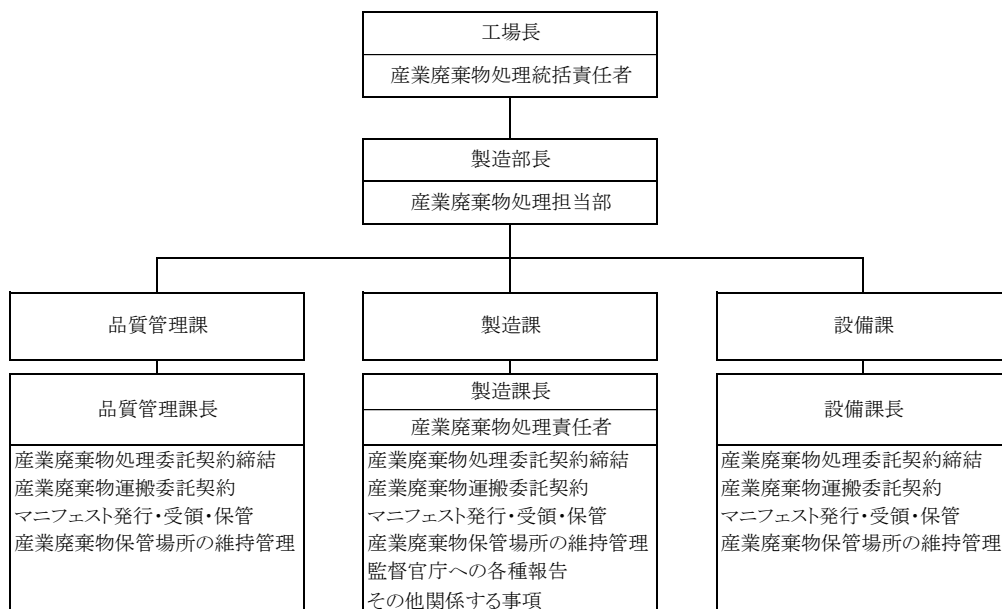 工場長
産業廃棄物処理統括責任者
製造部長
産業廃棄物処理担当部
品質管理課
製造課
設備課
品質管理課長
製造課長
産業廃棄物処理責任者
設備課長
産業廃棄物処理委託契約締結
産業廃棄物運搬委託契約
マニフェスト発行・受領・保管
産業廃棄物保管場所の維持管理
産業廃棄物処理委託契約締結
産業廃棄物運搬委託契約
マニフェスト発行・受領・保管
産業廃棄物保管場所の維持管理
監督官庁への各種報告
その他関係する事項
産業廃棄物処理委託契約締結
産業廃棄物運搬委託契約
マニフェスト発行・受領・保管
産業廃棄物保管場所の維持管理